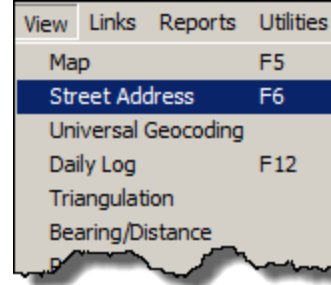 View Links Reports Utilities
Map F5
Street Address F6
Universal Geocoding
Daily Log F12
Triangulation
Bearing/Distance